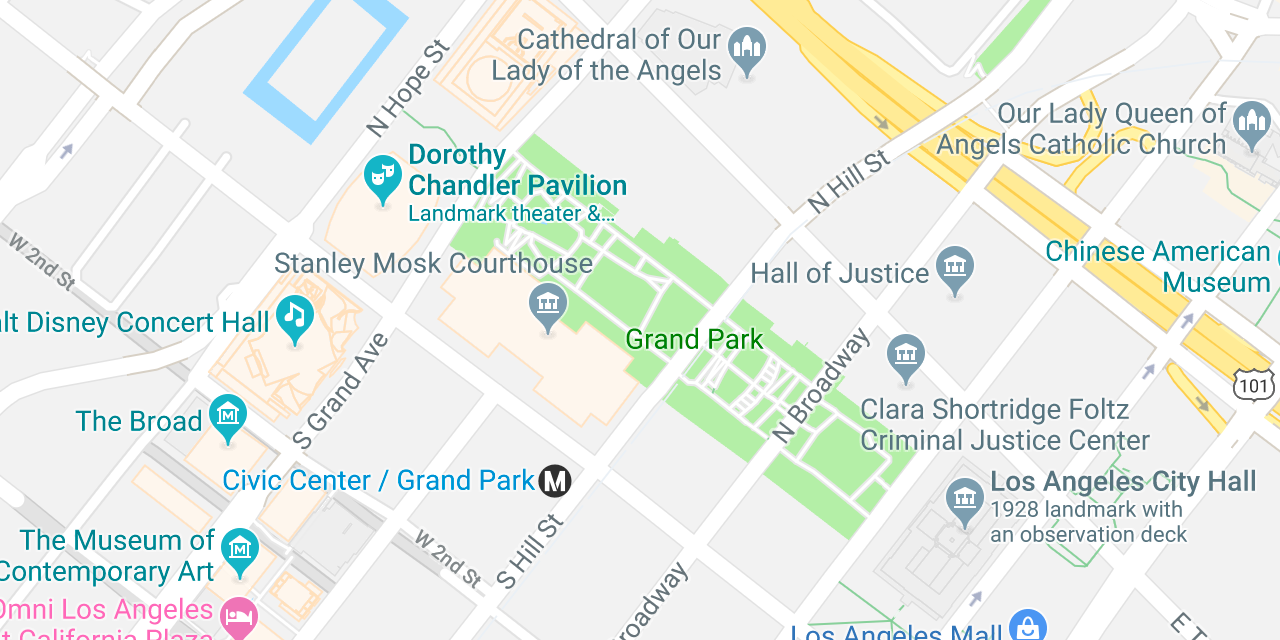 N Hope St
Cathedral of Our
Lady of the Angels
Our Lady Queen of
Angels Catholic Church
Dorothy
Chandler Pavilion
Landmark theater &…
N Hill St
W 2nd St
Stanley Mosk Courthouse
Hall of Justice
Chinese American
Museum
lt Disney Concert Hall
Grand Park
S Grand Ave
N Broadway
101
The Broad
Clara Shortridge Foltz
Criminal Justice Center
Civic Center / Grand Park
M
Los Angeles City Hall
1928 landmark with
an observation deck
The Museum of
Contemporary Art
W 2nd St
S Hill St
Omni Los Angeles
t California Plaza
roadway
Los Angeles Mall
E T